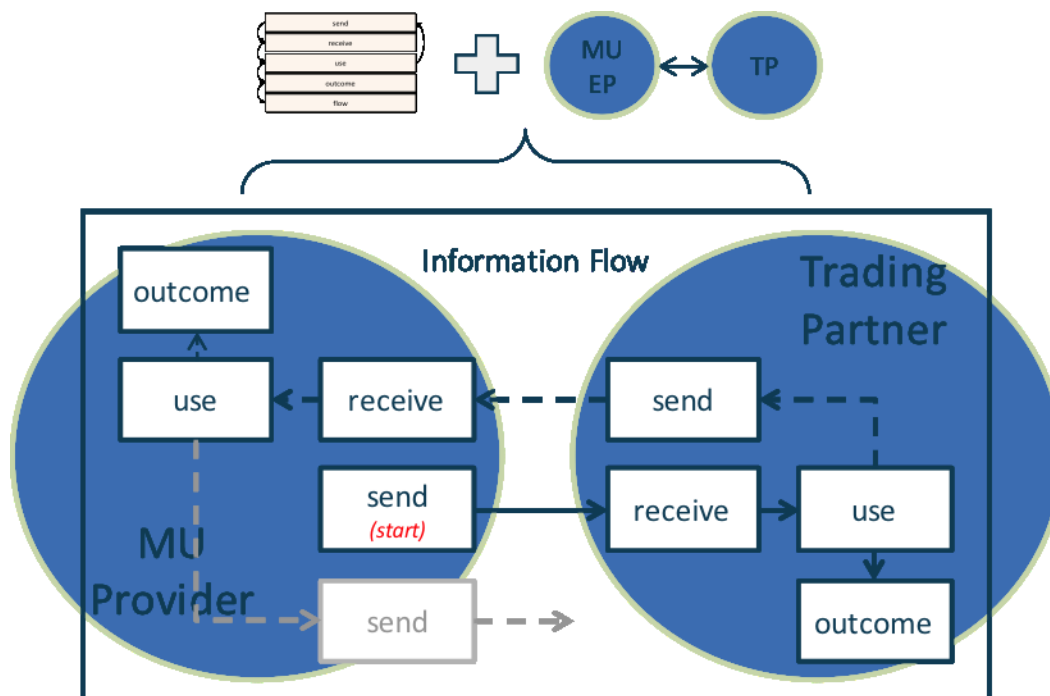 send
receive
use
outcome
flow
MU
EP
TP
Information Flow
Trading
Partner
outcome
use
receive
send
send
(start)
receive
use
MU
Provider
send
outcome